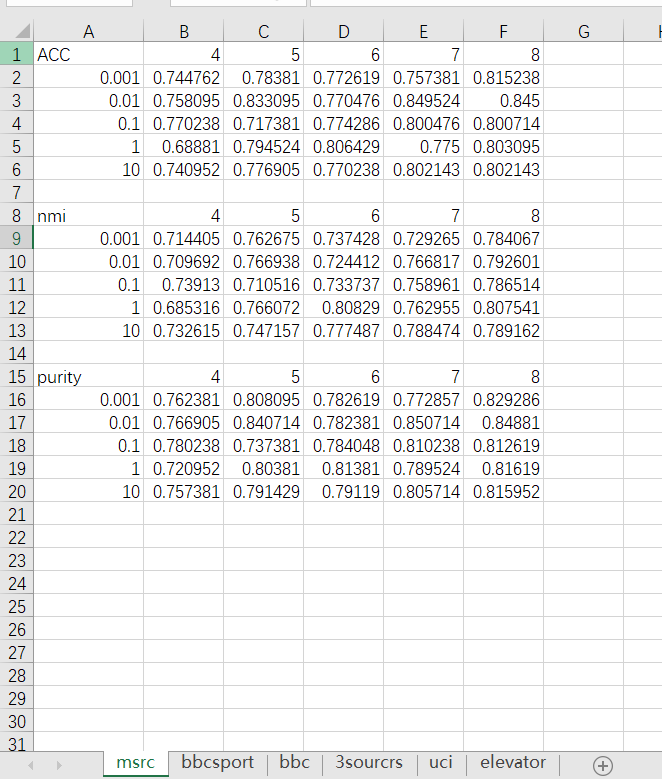 A B C D E F G
1 ACC 4 5 6 7 8
2 0.001 0.744762 0.78381 0.772619 0.757381 0.815238
3 0.01 0.758095 0.833095 0.770476 0.849524 0.845
4 0.1 0.770238 0.717381 0.774286 0.800476 0.800714
5 1 0.68881 0.794524 0.806429 0.775 0.803095
6 10 0.740952 0.776905 0.770238 0.802143 0.802143
7
8 nmi 4 5 6 7 8
9 0.001 0.714405 0.762675 0.737428 0.729265 0.784067
10 0.01 0.709692 0.766938 0.724412 0.766817 0.792601
11 0.1 0.73913 0.710516 0.733737 0.758961 0.786514
12 1 0.685316 0.766072 0.80829 0.762955 0.807541
13 10 0.732615 0.747157 0.777487 0.788474 0.789162
14
15 purity 4 5 6 7 8
16 0.001 0.762381 0.808095 0.782619 0.772857 0.829286
17 0.01 0.766905 0.840714 0.782381 0.850714 0.84881
18 0.1 0.780238 0.737381 0.784048 0.810238 0.812619
19 1 0.720952 0.80381 0.81381 0.789524 0.81619
20 10 0.757381 0.791429 0.79119 0.805714 0.815952
21
22
23
24
25
26
27
28
29
30
31
msrc bbcsport bbc 3sourcrs uci elevator